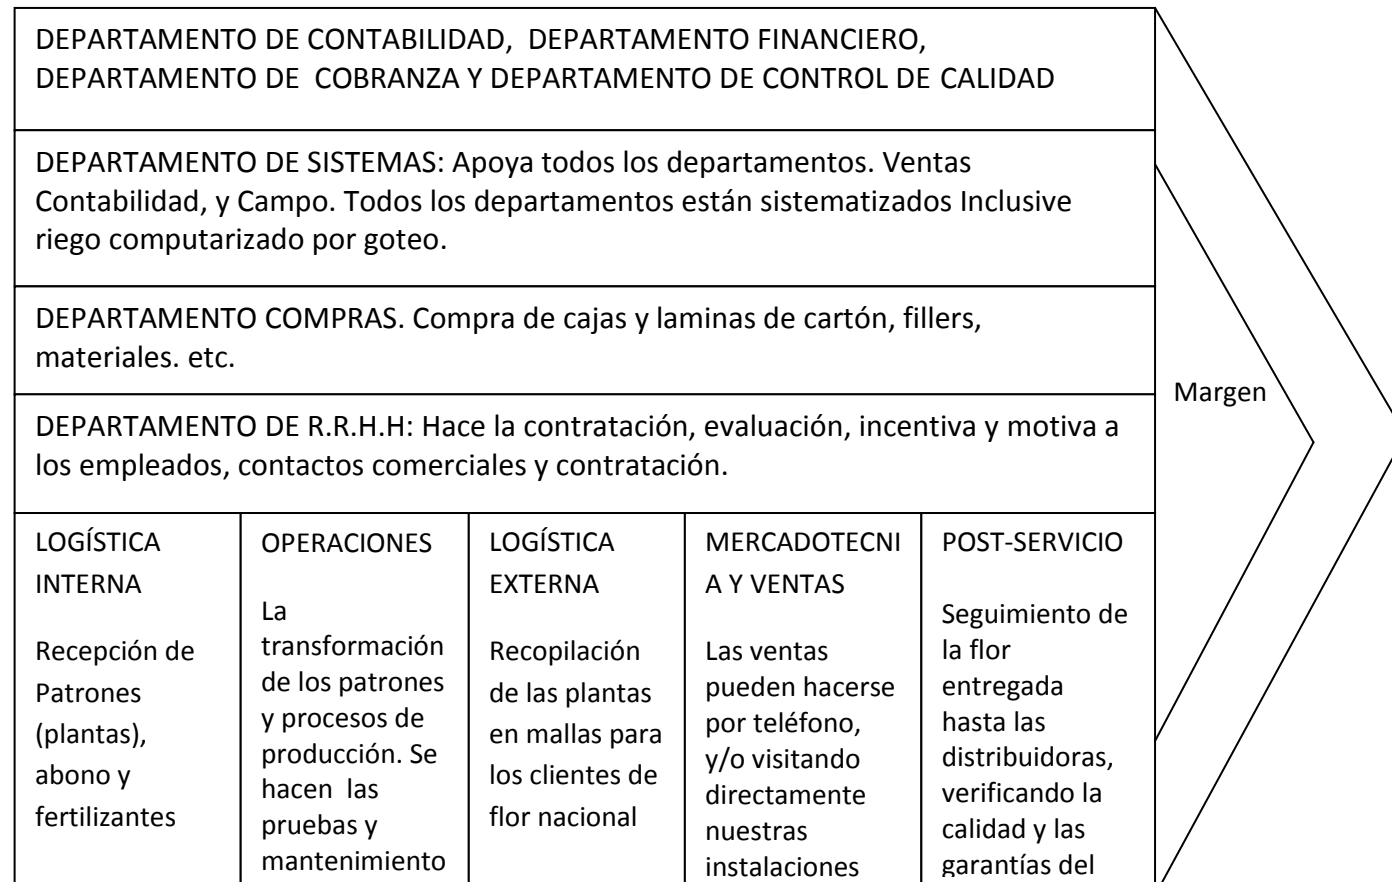 DEPARTAMENTO DE CONTABILIDAD,  DEPARTAMENTO FINANCIERO,
DEPARTAMENTO DE  COBRANZA Y DEPARTAMENTO DE CONTROL DE CALIDAD
DEPARTAMENTO DE SISTEMAS: Apoya todos los departamentos. Ventas
Contabilidad, y Campo. Todos los departamentos están sistematizados Inclusive
riego computarizado por goteo.
DEPARTAMENTO COMPRAS. Compra de cajas y laminas de cartón, fillers,
materiales. etc.
DEPARTAMENTO DE R.R.H.H: Hace la contratación, evaluación, incentiva y motiva a
los empleados, contactos comerciales y contratación.
Margen
LOGÍSTICA
INTERNA
Recepción de
Patrones
(plantas),
abono y
fertilizantes
OPERACIONES
La
transformación
de los patrones
y procesos de
producción. Se
hacen  las
pruebas y
mantenimiento
LOGÍSTICA
EXTERNA
Recopilación
de las plantas
en mallas para
los clientes de
flor nacional
MERCADOTECNI
A Y VENTAS
Las ventas
pueden hacerse
por teléfono,
y/o visitando
directamente
nuestras
instalaciones
POST-SERVICIO
Seguimiento de
la flor
entregada
hasta las
distribuidoras,
verificando la
calidad y las
garantías del